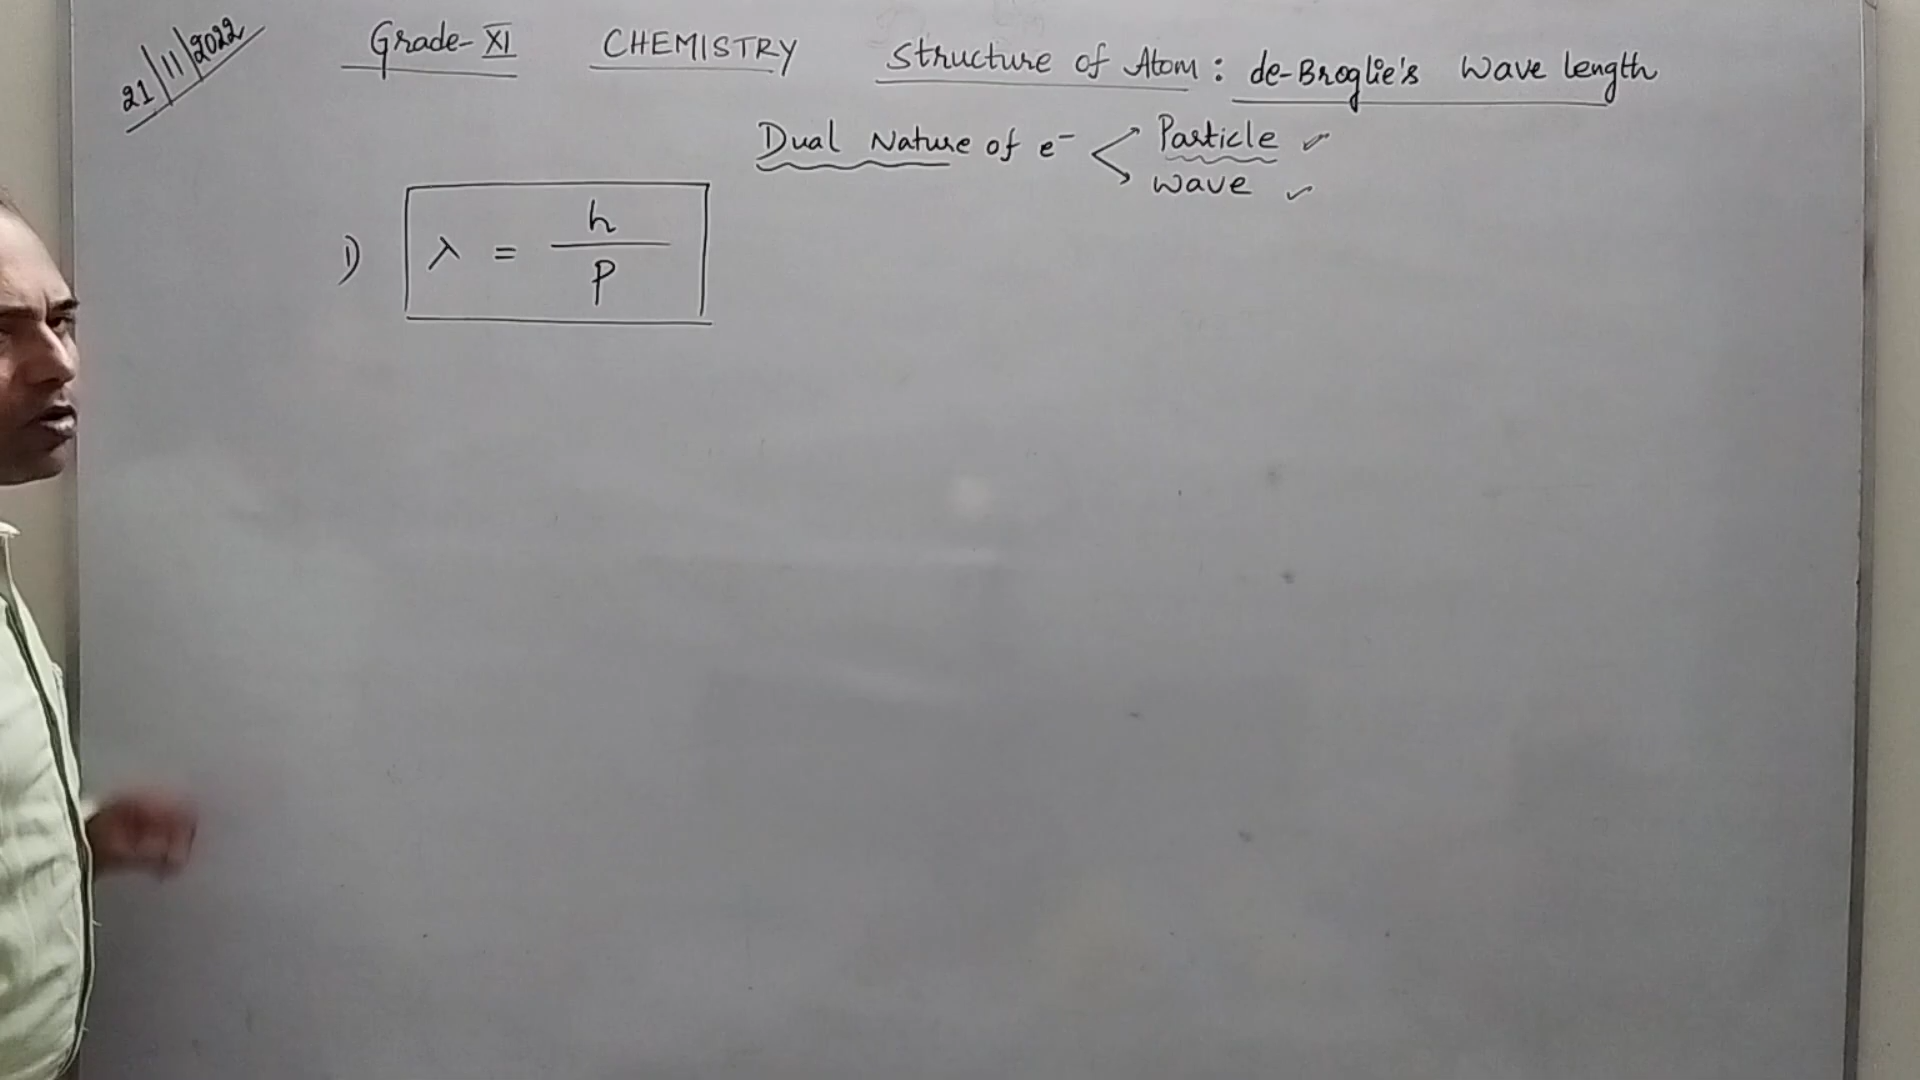 21/11/2022 Grade-XI CHEMISTRY Structure of Atom : de-Broglie's Wave length
Dual Nature of e⁻ < Particle ✓
Wave ✓
1) λ = h / P